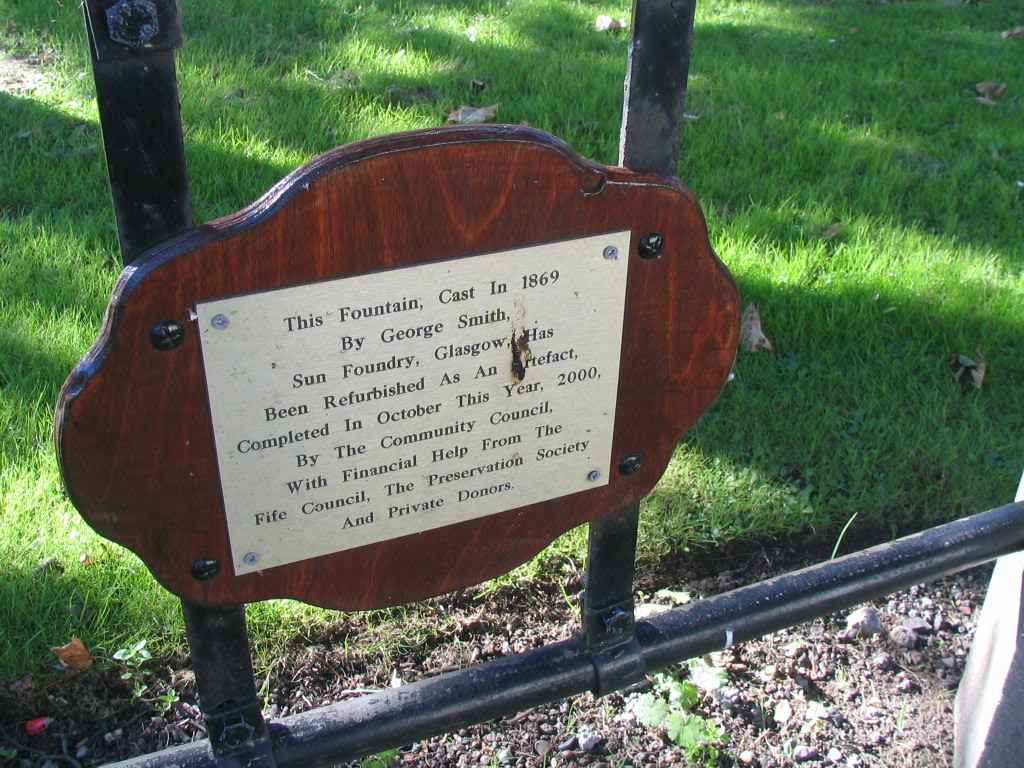 This Fountain, Cast In 1869
By George Smith,
Sun Foundry, Glasgow, Has
Been Refurbished As An Artefact,
Completed In October This Year, 2000,
By The Community Council,
With Financial Help From The
Fife Council, The Preservation Society
And Private Donors.